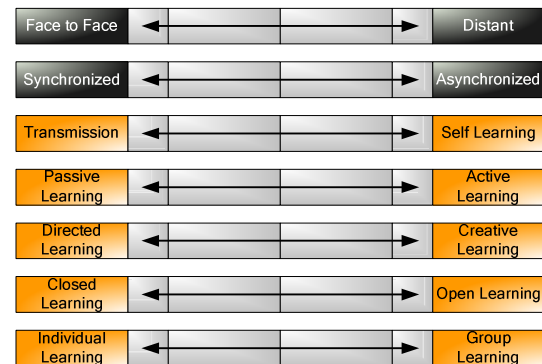 Face to Face
Distant
Synchronized
Asynchronized
Transmission
Self Learning
Passive
Learning
Active
Learning
Directed
Learning
Creative
Learning
Closed
Learning
Open Learning
Individual
Learning
Group
Learning